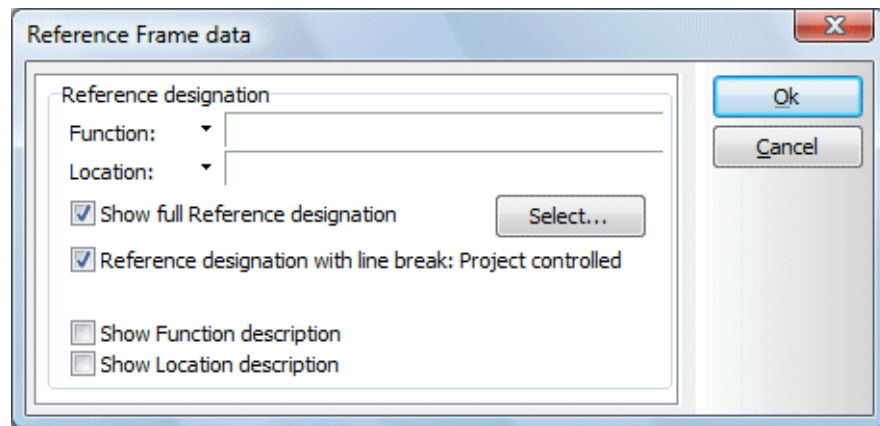 Reference Frame data
Reference designation
Function:
Location:
Show full Reference designation
Select...
Reference designation with line break: Project controlled
Show Function description
Show Location description
Ok
Cancel